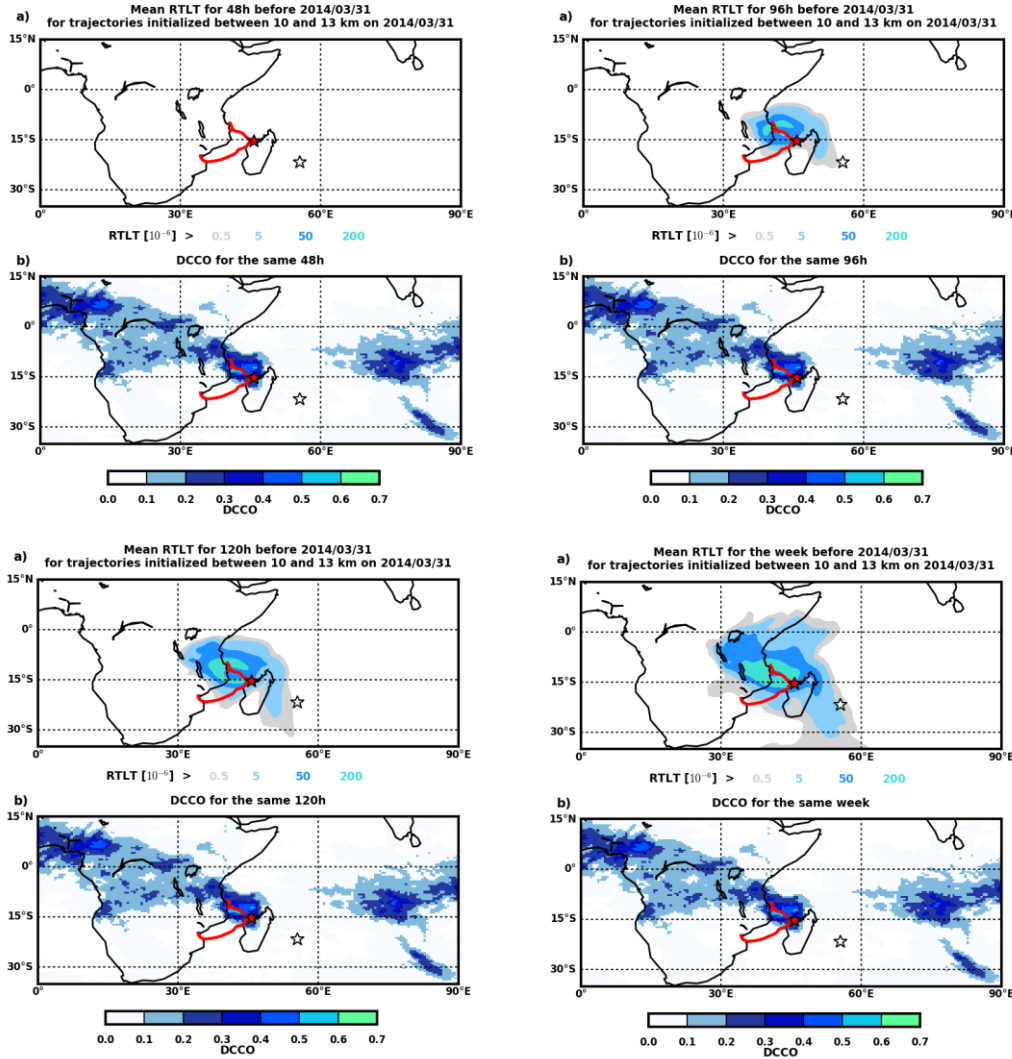 a)
Mean RTLT for 48h before 2014/03/31
for trajectories initialized between 10 and 13 km on 2014/03/31
15°N
0°
15°S
30°S
0° 30°E 60°E 90°E
RTLT [10⁻⁶] > 0.5 5 50 200
b)
DCCO for the same 48h
15°N
0°
15°S
30°S
0° 30°E 60°E 90°E
0.0 0.1 0.2 0.3 0.4 0.5 0.6 0.7
DCCO
a)
Mean RTLT for 96h before 2014/03/31
for trajectories initialized between 10 and 13 km on 2014/03/31
15°N
0°
15°S
30°S
0° 30°E 60°E 90°E
RTLT [10⁻⁶] > 0.5 5 50 200
b)
DCCO for the same 96h
15°N
0°
15°S
30°S
0° 30°E 60°E 90°E
0.0 0.1 0.2 0.3 0.4 0.5 0.6 0.7
DCCO
a)
Mean RTLT for 120h before 2014/03/31
for trajectories initialized between 10 and 13 km on 2014/03/31
15°N
0°
15°S
30°S
0° 30°E 60°E 90°E
RTLT [10⁻⁶] > 0.5 5 50 200
b)
DCCO for the same 120h
15°N
0°
15°S
30°S
0° 30°E 60°E 90°E
0.0 0.1 0.2 0.3 0.4 0.5 0.6 0.7
DCCO
a)
Mean RTLT for the week before 2014/03/31
for trajectories initialized between 10 and 13 km on 2014/03/31
15°N
0°
15°S
30°S
0° 30°E 60°E 90°E
RTLT [10⁻⁶] > 0.5 5 50 200
b)
DCCO for the same week
15°N
0°
15°S
30°S
0° 30°E 60°E 90°E
0.0 0.1 0.2 0.3 0.4 0.5 0.6 0.7
DCCO